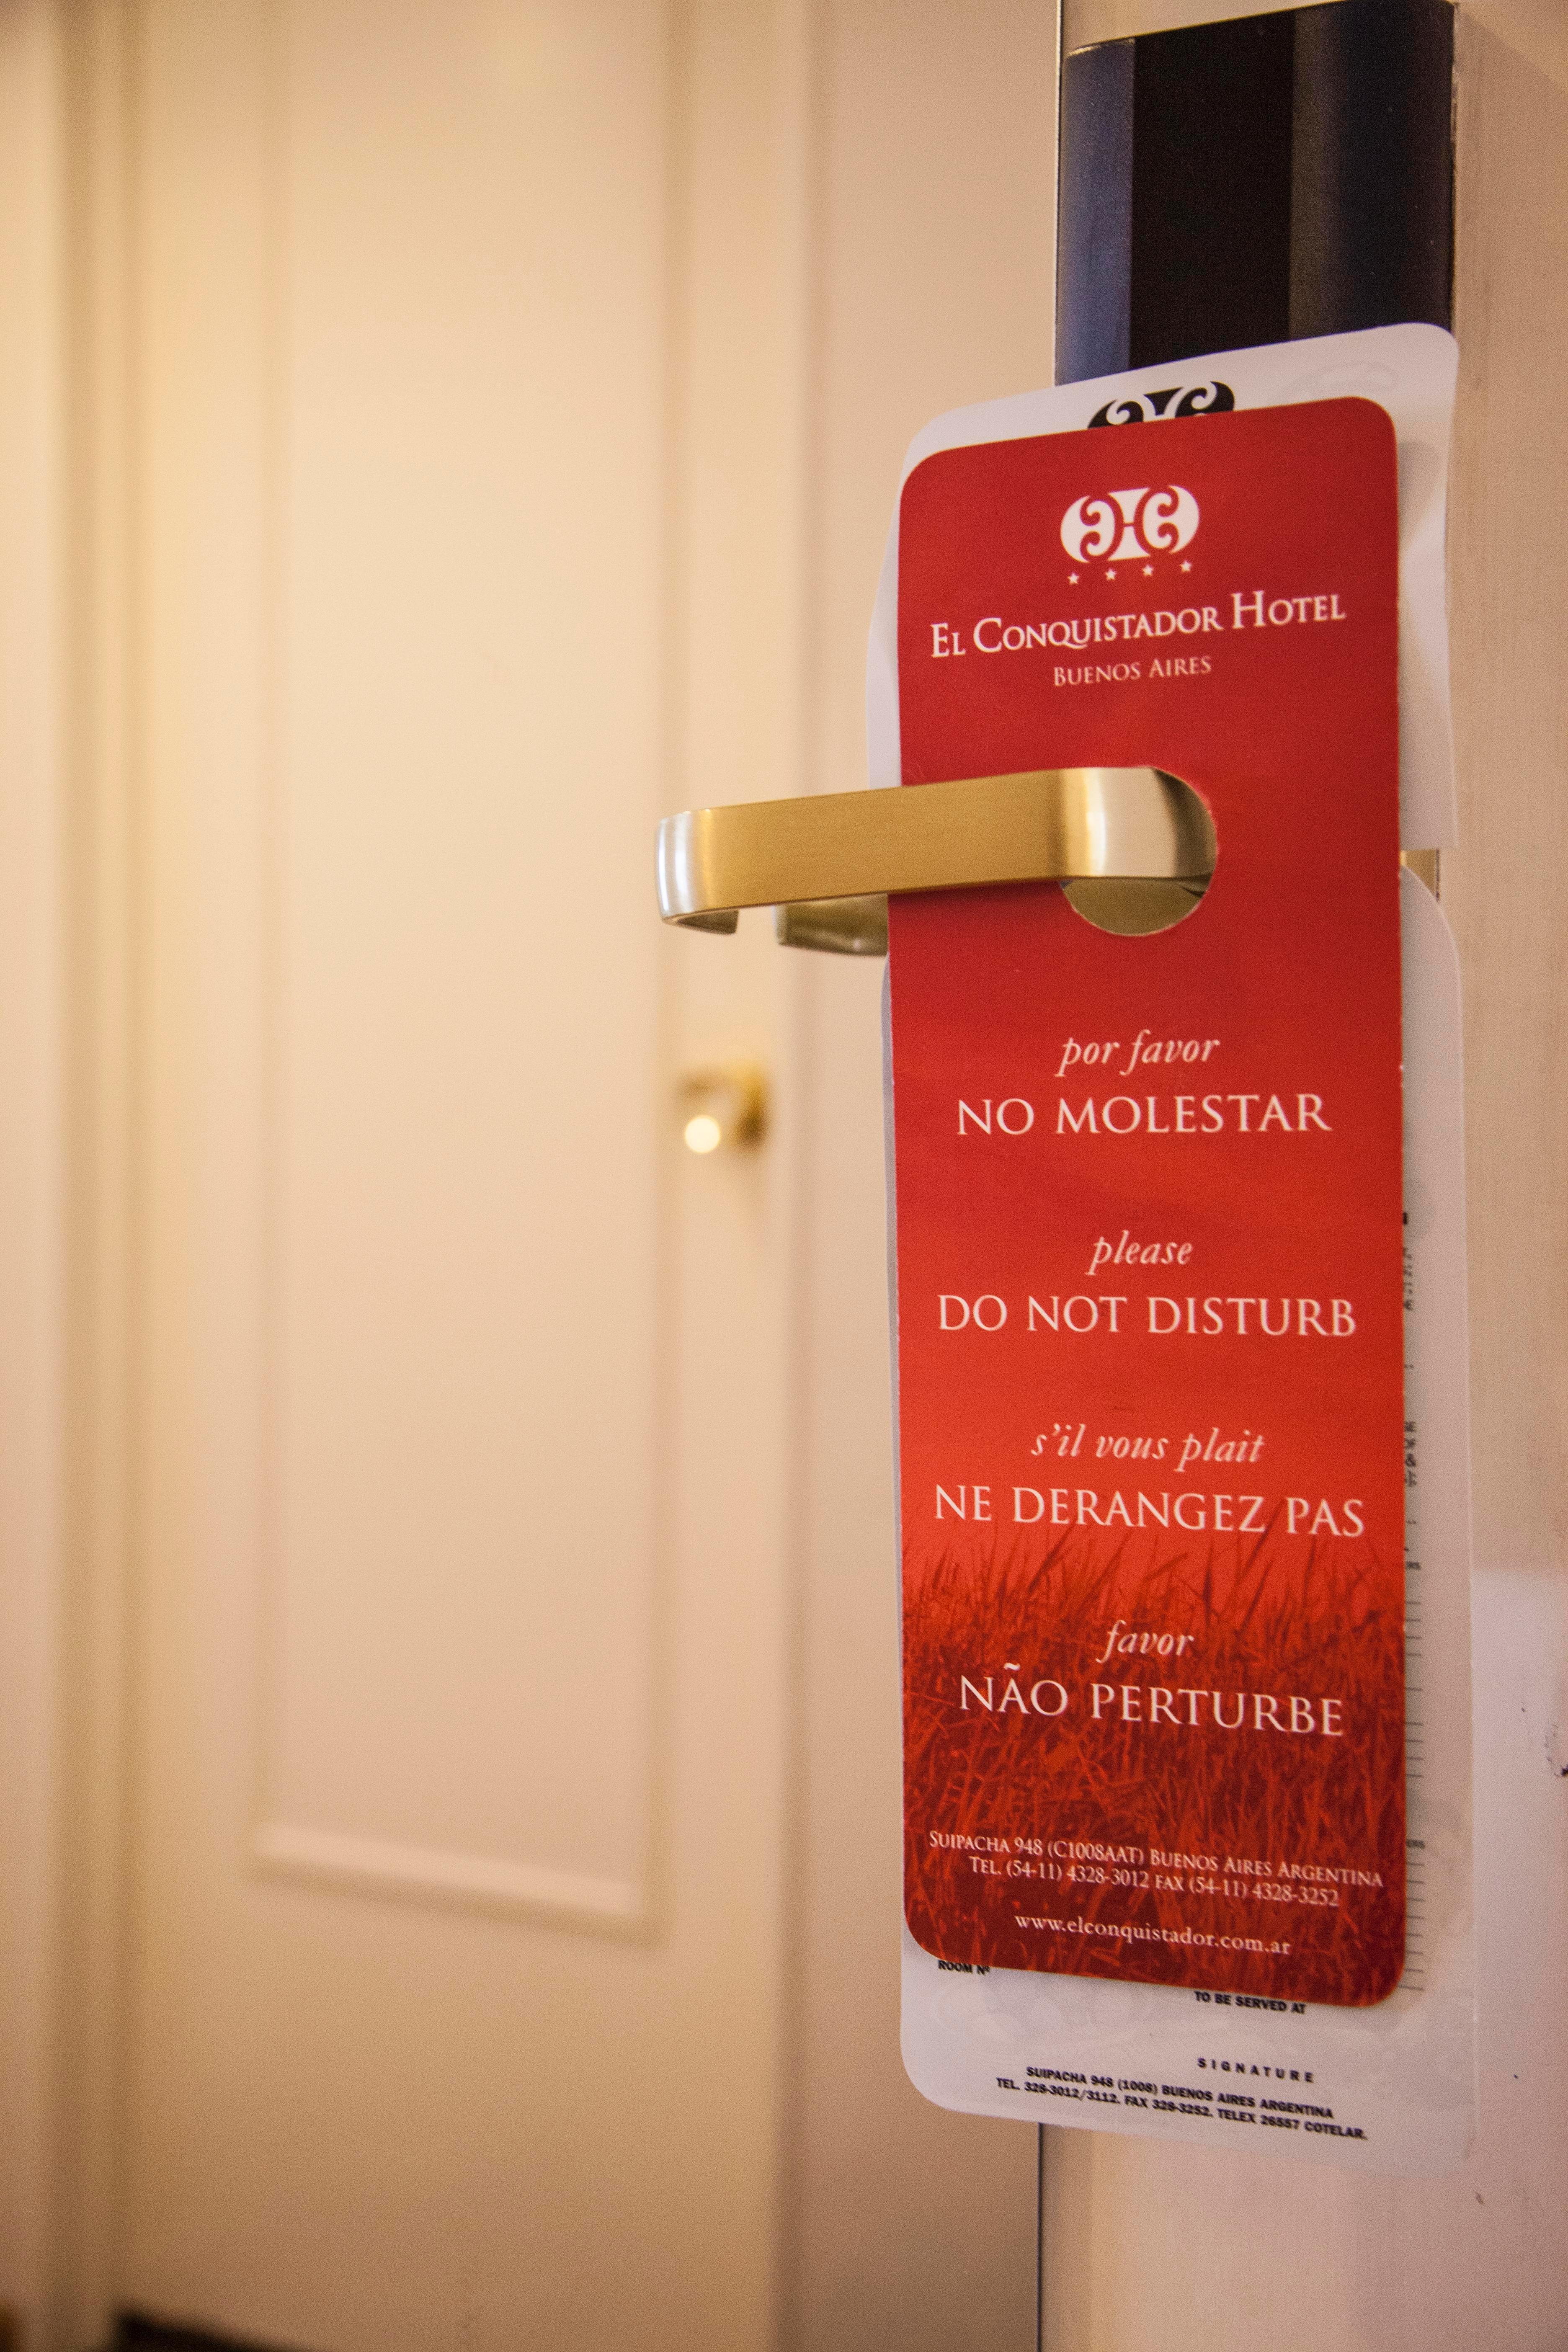 EL CONQUISTADOR HOTEL
BUENOS AIRES
por favor
NO MOLESTAR
please
DO NOT DISTURB
s'il vous plait
NE DERANGEZ PAS
favor
NÃO PERTURBE
SUIPACHA 948 (C1008AAT) BUENOS AIRES ARGENTINA
TEL. (54-11) 4328-3012 FAX (54-11) 4328-3252
www.elconquistador.com.ar
ROOM Nº
TO BE SERVED AT
SIGNATURE
SUIPACHA 948 (1008) BUENOS AIRES ARGENTINA
TEL. 328-3012/3112. FAX 328-3252. TELEX 26557 COTELAR.